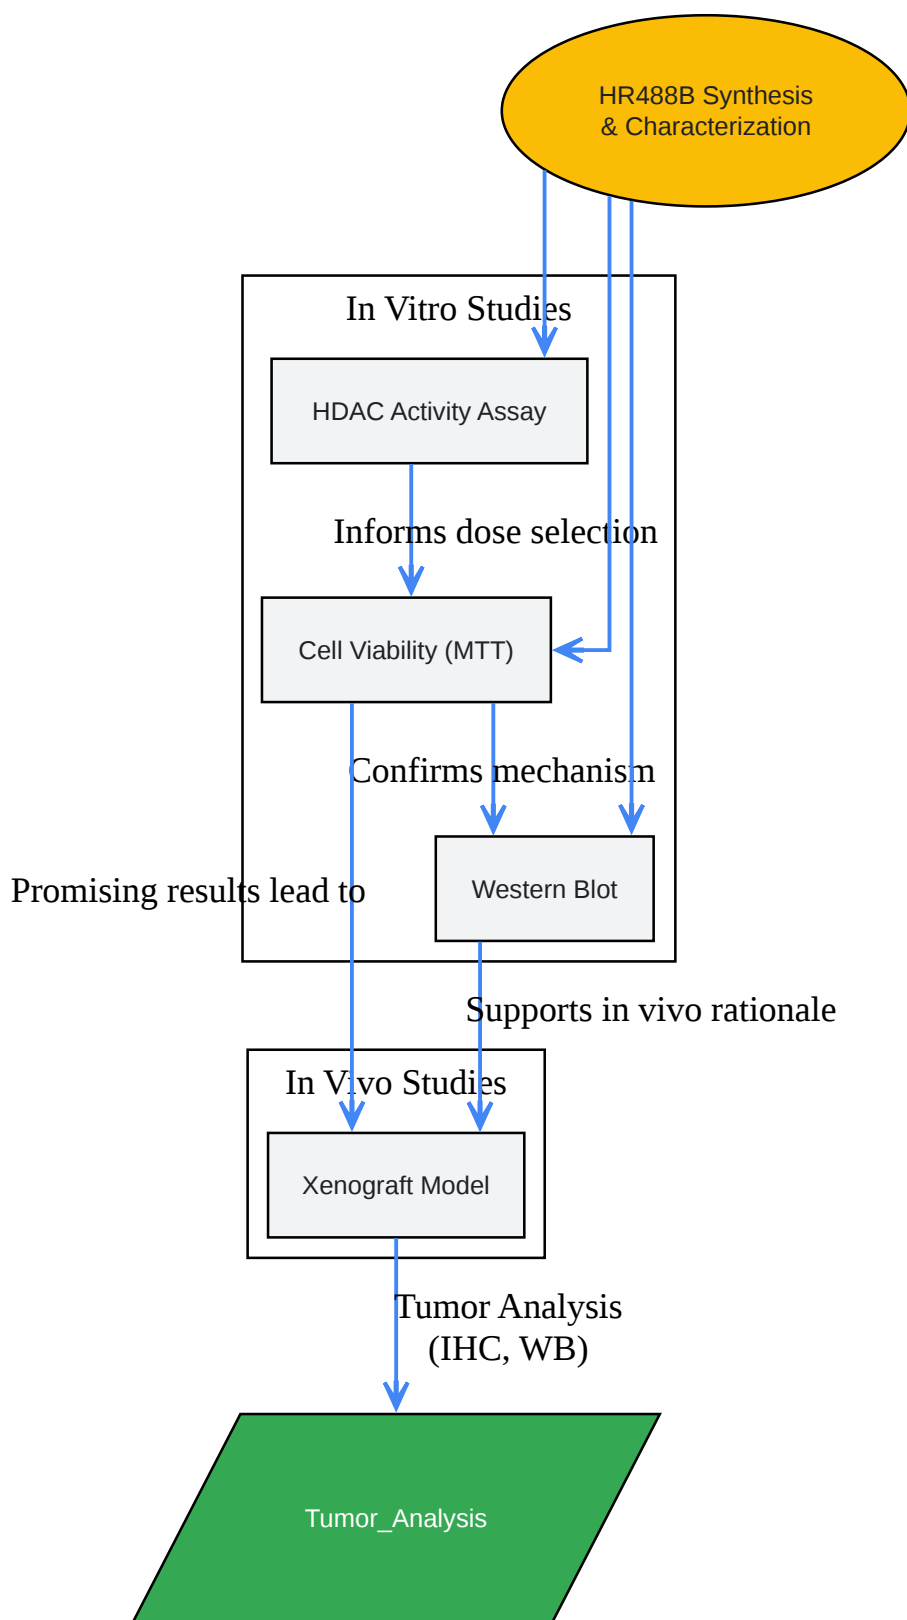 HR488B Synthesis
& Characterization
In Vitro Studies
HDAC Activity Assay
Informs dose selection
Cell Viability (MTT)
Confirms mechanism
Promising results lead to
Western Blot
Supports in vivo rationale
In Vivo Studies
Xenograft Model
Tumor Analysis
(IHC, WB)
Tumor_Analysis